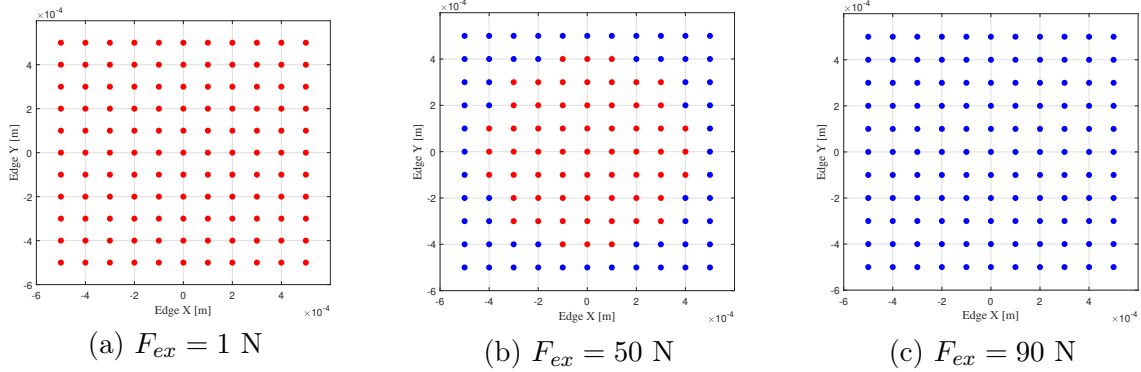 ×10⁻⁴
4
2
0
-2
-4
-6
Edge Y [m]
-6 -4 -2 0 2 4
Edge X [m]
×10⁻⁴
(a) F_ex = 1 N
×10⁻⁴
4
2
0
-2
-4
-6
Edge Y [m]
-6 -4 -2 0 2 4
Edge X [m]
×10⁻⁴
(b) F_ex = 50 N
×10⁻⁴
4
2
0
-2
-4
-6
Edge Y [m]
-6 -4 -2 0 2 4
Edge X [m]
×10⁻⁴
(c) F_ex = 90 N